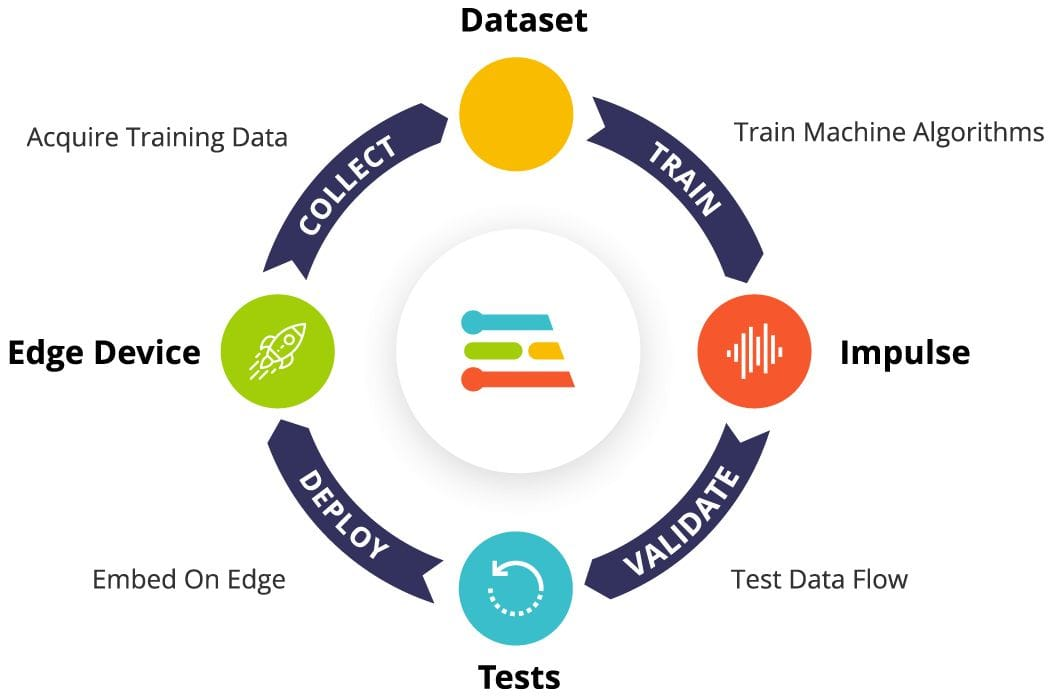 Dataset
Acquire Training Data
COLLECT
TRAIN
Train Machine Algorithms
Edge Device
Impulse
DEPLOY
VALIDATE
Embed On Edge
Test Data Flow
Tests